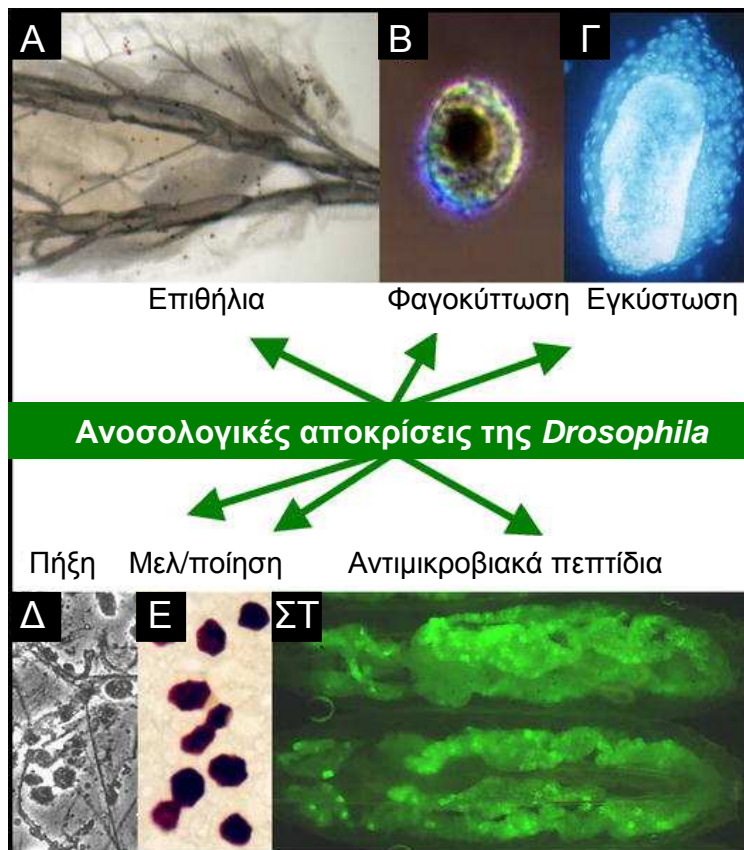 Α Β Γ
Επιθήλια Φαγοκύττωση Εγκύστωση
Ανοσολογικές αποκρίσεις της Drosophila
Πήξη Μελ/ποίηση Αντιμικροβιακά πεπτίδια
Δ Ε ΣΤ